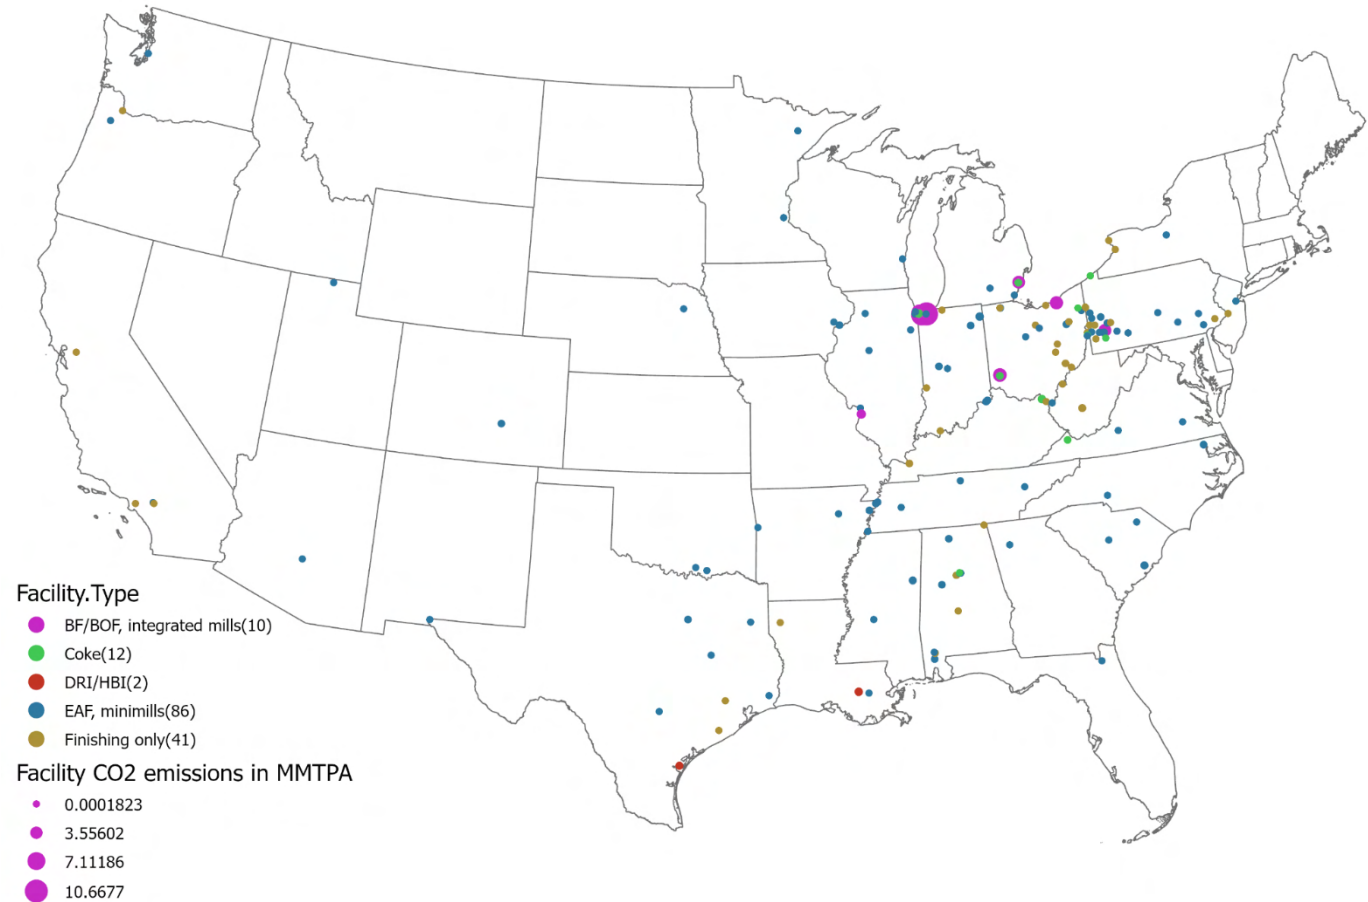 Facility.Type
BF/BOF, integrated mills(10)
Coke(12)
DRI/HBI(2)
EAF, minimills(86)
Finishing only(41)
Facility CO2 emissions in MMTPA
0.0001823
3.55602
7.11186
10.6677